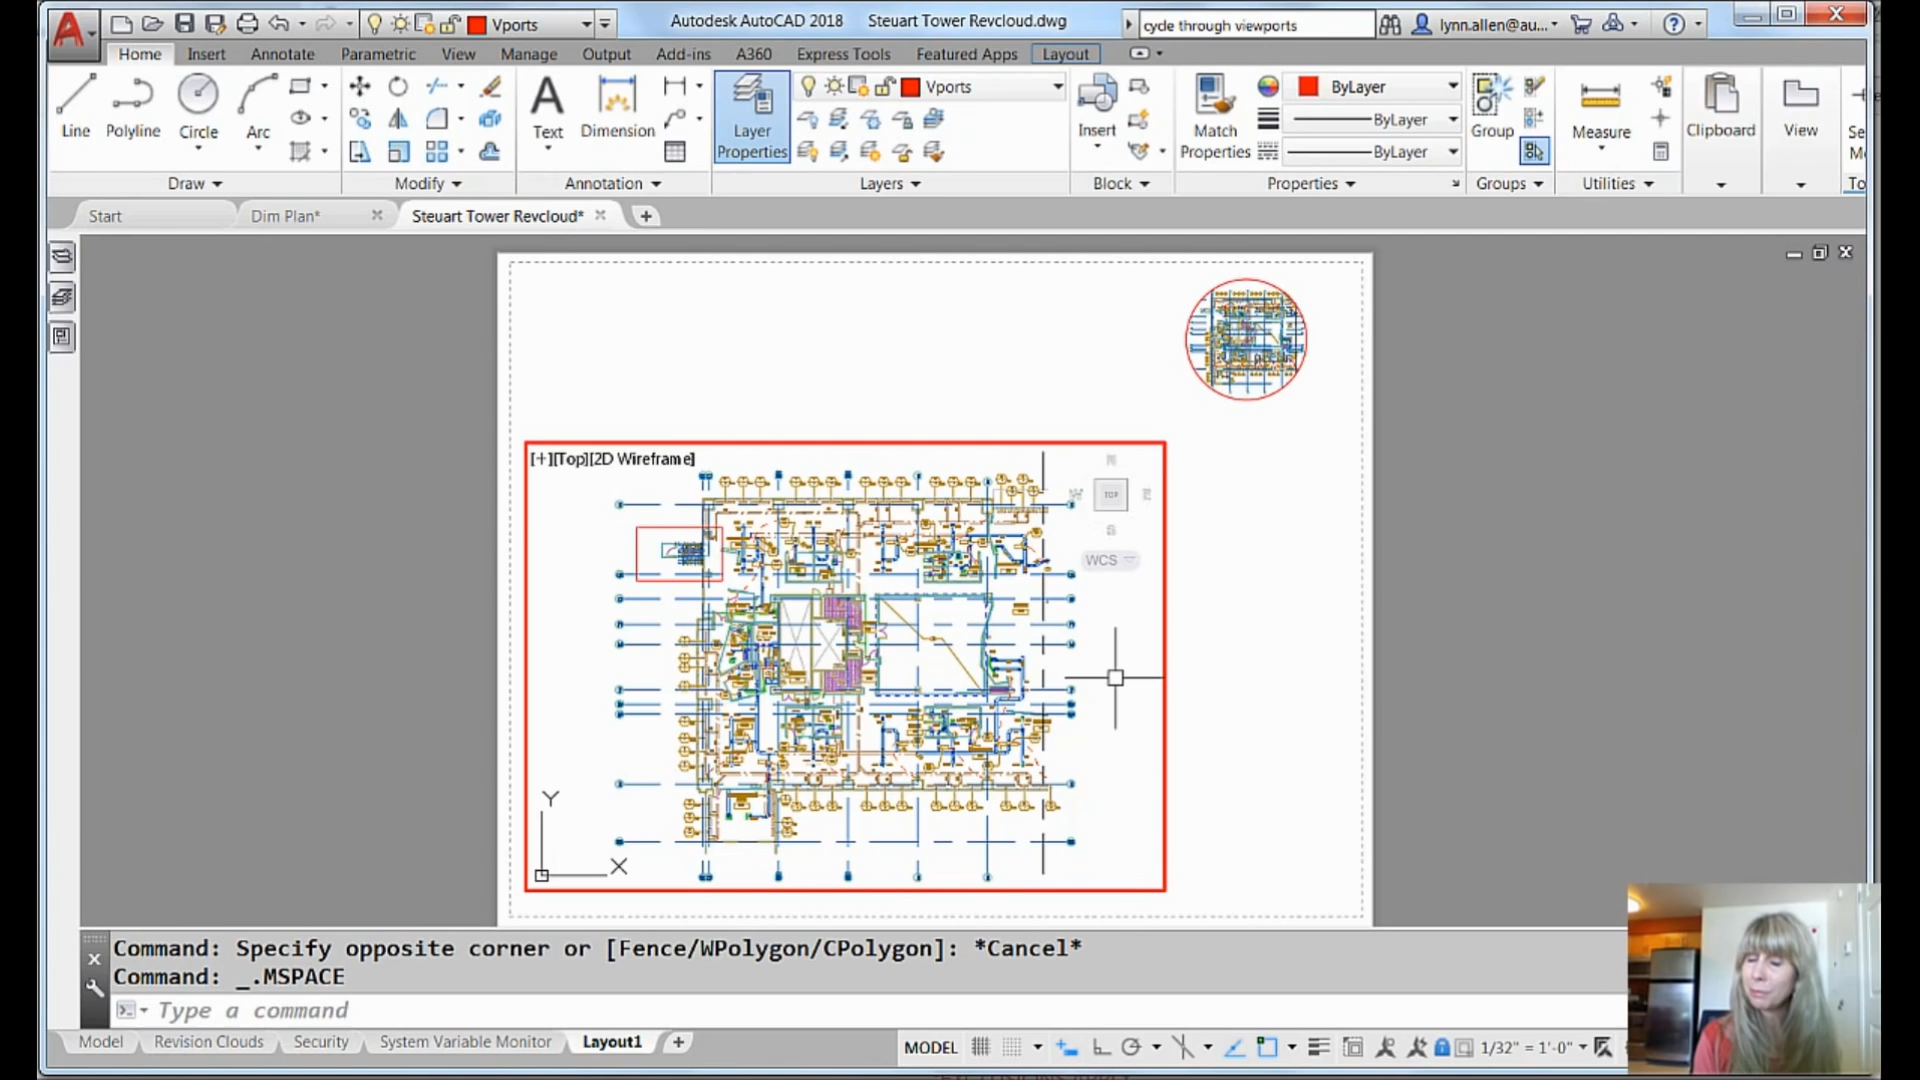 Vports
Autodesk AutoCAD 2018
Steuart Tower Revcloud.dwg
cycle through viewports
lynn.allen@au...
Home
Insert
Annotate
Parametric
View
Manage
Output
Add-ins
A360
Express Tools
Featured Apps
Layout
Line
Polyline
Circle
Arc
Text
Dimension
Layer
Properties
Vports
Insert
Match
Properties
ByLayer
ByLayer
ByLayer
Group
Measure
Clipboard
View
Draw
Modify
Annotation
Layers
Block
Properties
Groups
Utilities
Start
Dim Plan*
Steuart Tower Revcloud*
[+][Top][2D Wireframe]
TOP
S
WCS
Y
X
Command: Specify opposite corner or [Fence/WPolygon/CPolygon]: *Cancel*
Command: _.MSPACE
Type a command
Model
Revision Clouds
Security
System Variable Monitor
Layout1
MODEL
1/32" = 1'-0"